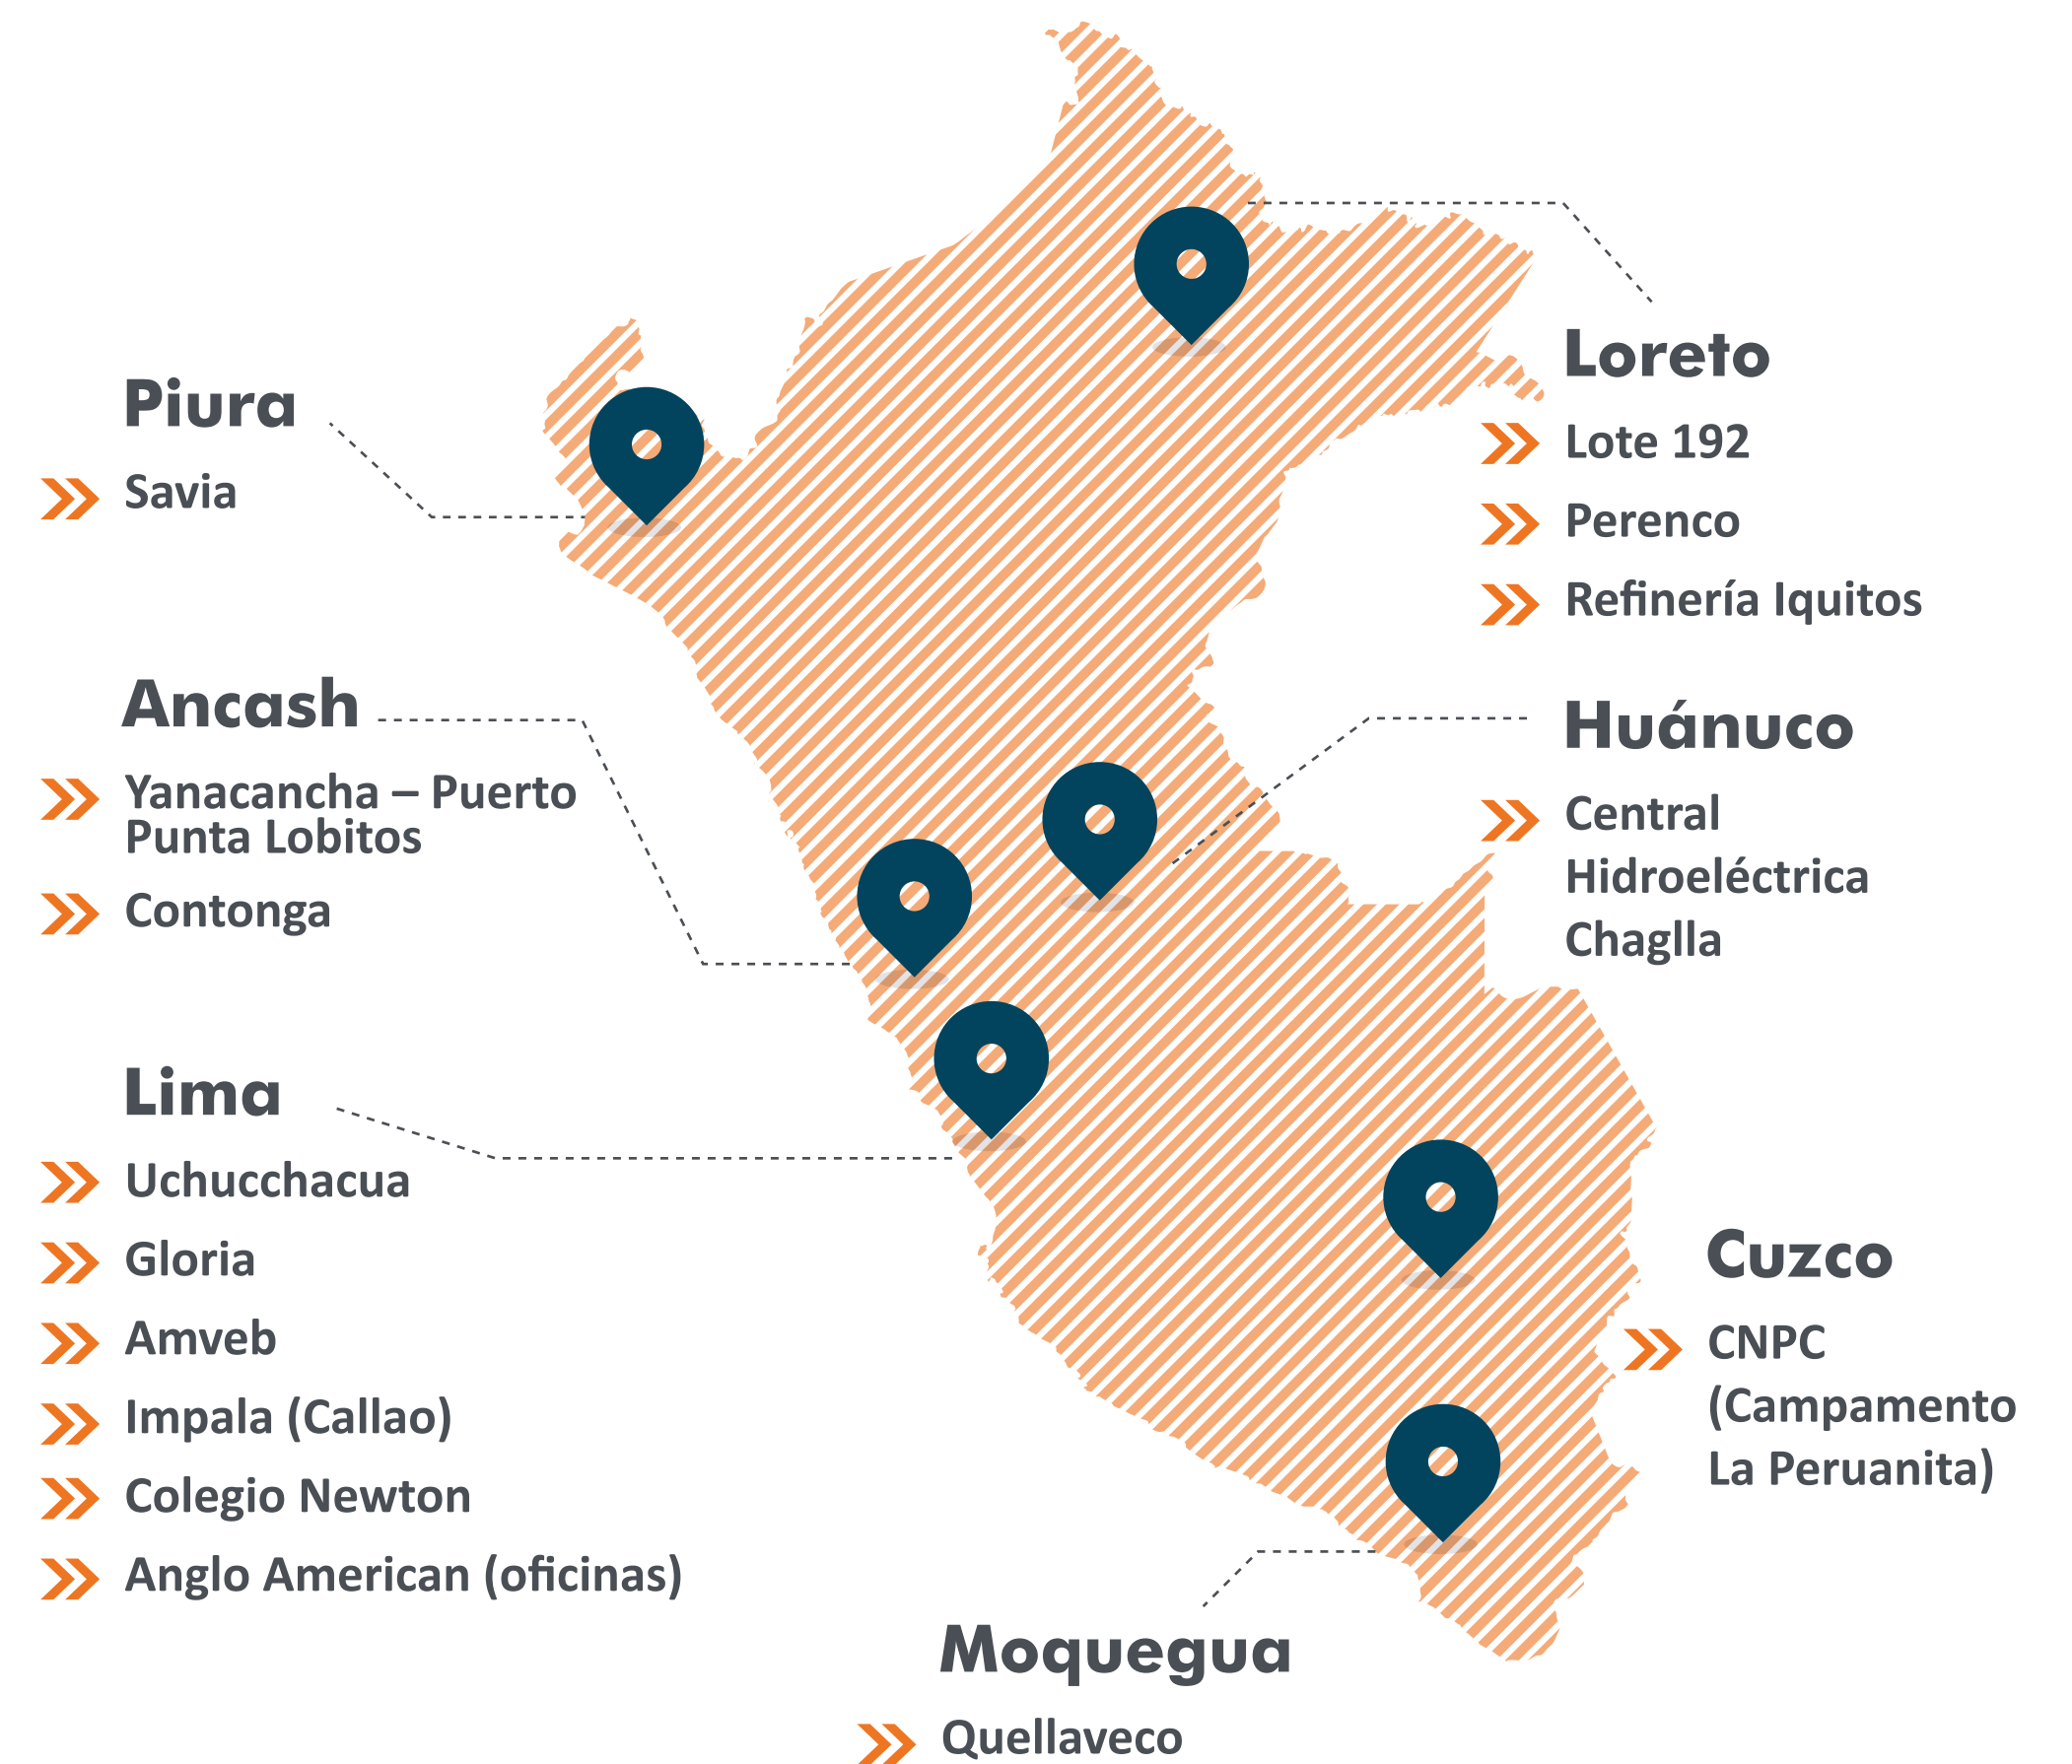 Piura
Savia
Ancash
Yanacancha – Puerto
Punta Lobitos
Contonga
Lima
Uchucchacua
Gloria
Amveb
Impala (Callao)
Colegio Newton
Anglo American (oficinas)
Loreto
Lote 192
Perenco
Refinería Iquitos
Huánuco
Central
Hidroeléctrica
Chaglla
Cuzco
CNPC
(Campamento
La Peruanita)
Moquegua
Quellaveco